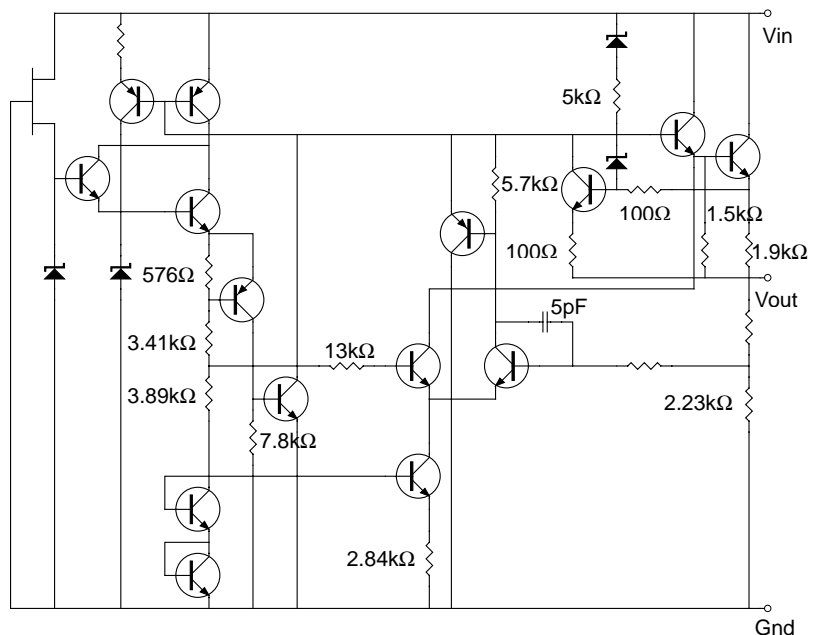 Vin
5kΩ
5.7kΩ
100Ω
1.5kΩ
100Ω
1.9kΩ
576Ω
Vout
5pF
3.41kΩ
13kΩ
3.89kΩ
2.23kΩ
7.8kΩ
2.84kΩ
Gnd